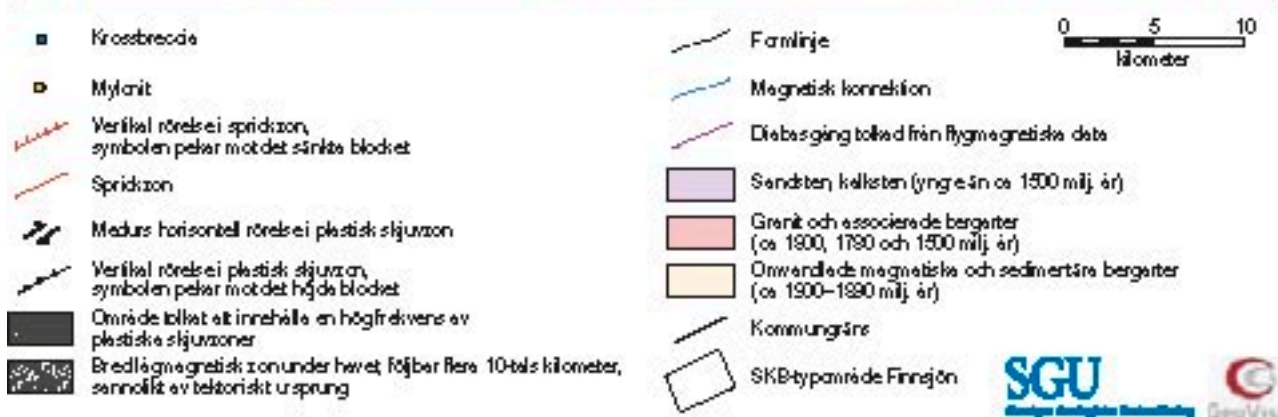 Krossbreccia
Mylonit
Vertikal rörelse i sprickzon,
symbolen pekar mot det sänkta blocket
Sprickzon
Medurs horisontell rörelse i plastisk skjuvzon
Vertikal rörelse i plastisk skjuvzon,
symbolen pekar mot det höjda blocket
Område tolkat att innehålla en hög frekvens av
plastiska skjuvzoner
Bred lågmagnetisk zon under havet, följbar flera 10-tals kilometer,
sannolikt av tektoniskt ursprung
Formlinje
Magnetisk konnektion
Diabasgång tolkad från flygmagnetiska data
Sandsten, kalksten (yngre än ca 1500 milj. år)
Granit och associerade bergarter
(ca 1900, 1790 och 1500 milj. år)
Omvandlade magmatiska och sedimentära bergarter
(ca 1900–1890 milj. år)
Kommungräns
SKB-typområde Finnsjön
0 5 10
kilometer
SGU